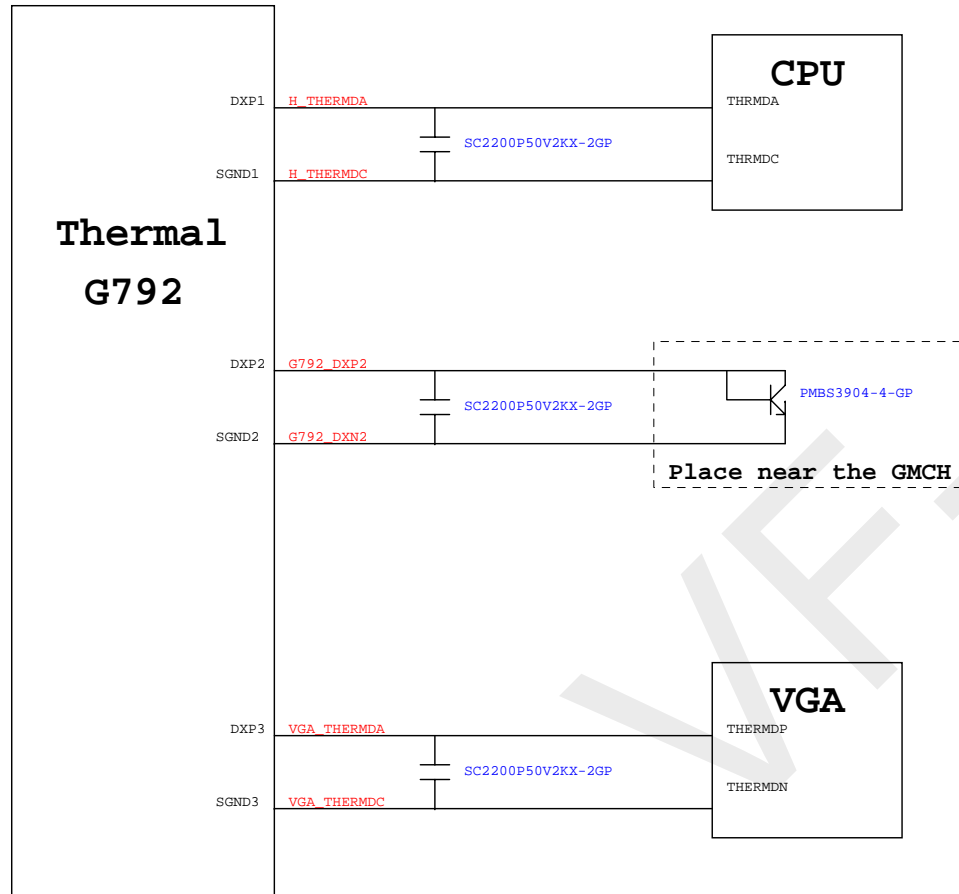 CPU
DXP1 H_THERMDA THRMDA
SC2200P50V2KX-2GP
THRMDC
SGND1 H_THERMDC
Thermal
G792
DXP2 G792_DXP2
PMBS3904-4-GP
SC2200P50V2KX-2GP
SGND2 G792_DXN2
Place near the GMCH
VGA
DXP3 VGA_THERMDA THERMDP
SC2200P50V2KX-2GP
THERMDN
SGND3 VGA_THERMDC
VF